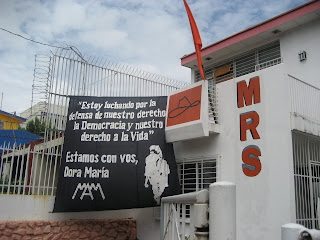 "Estoy luchando por la
defensa de nuestro derecho
la Democracia y nuestro
derecho a la Vida"
Estamos con vos,
Dora María
MRS